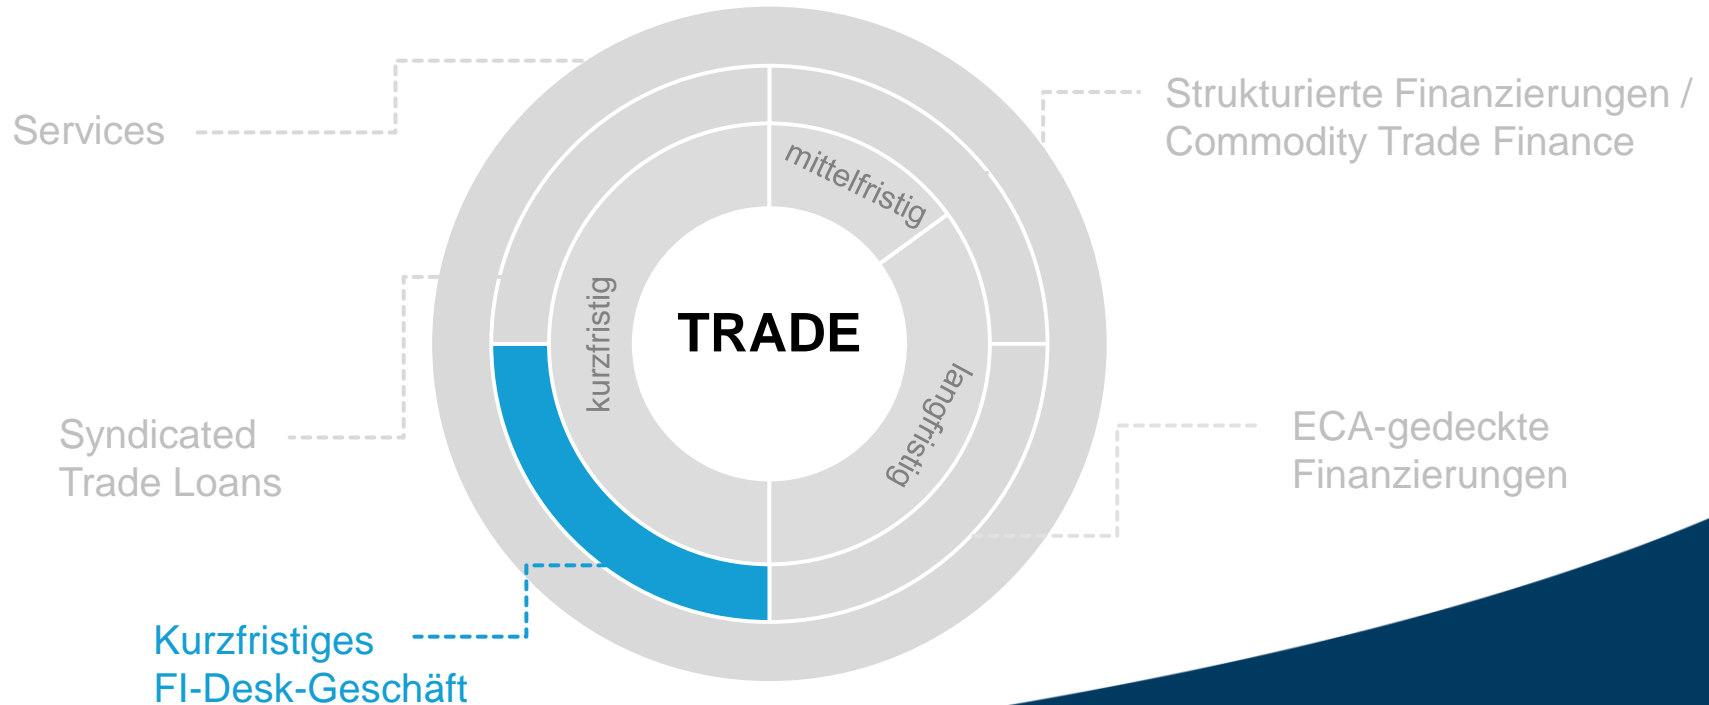 Services
Strukturierte Finanzierungen /
Commodity Trade Finance
mittelfristig
kurzfristig
TRADE
langfristig
Syndicated
Trade Loans
ECA-gedeckte
Finanzierungen
Kurzfristiges
FI-Desk-Geschäft